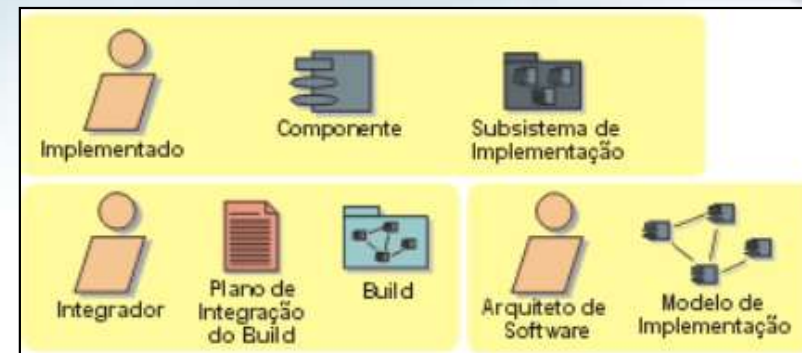 Implementado
Componente
Subsistema de
Implementação
Integrador
Plano de
Integração
do Build
Build
Arquiteto de
Software
Modelo de
Implementação